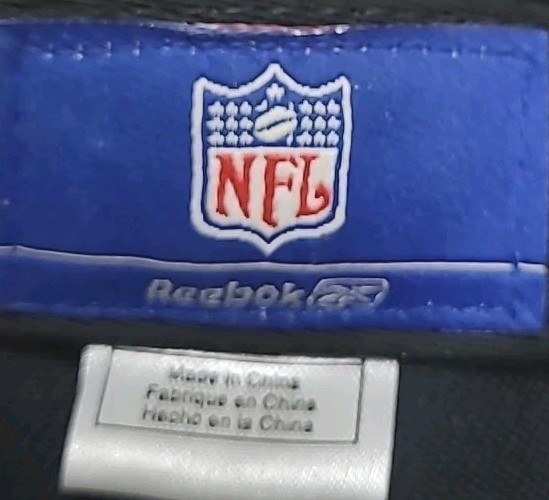 NFL
Reebok
Made in China
Fabriqué en Chine
Hecho en la China